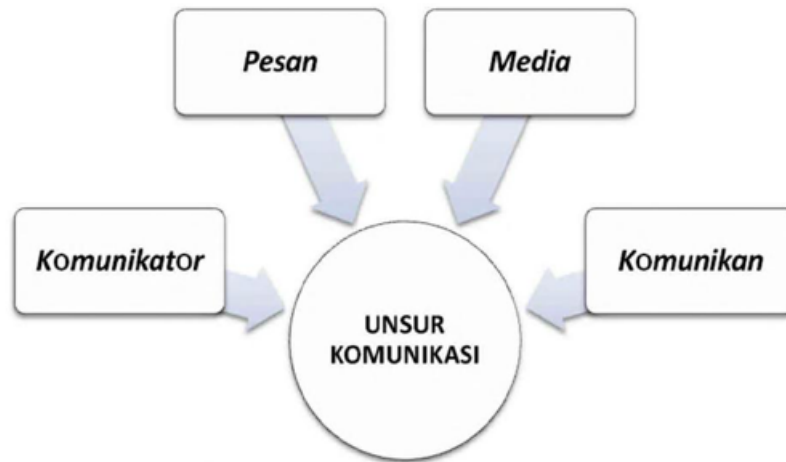 Pesan
Media
Komunikator
Komunikan
UNSUR
KOMUNIKASI